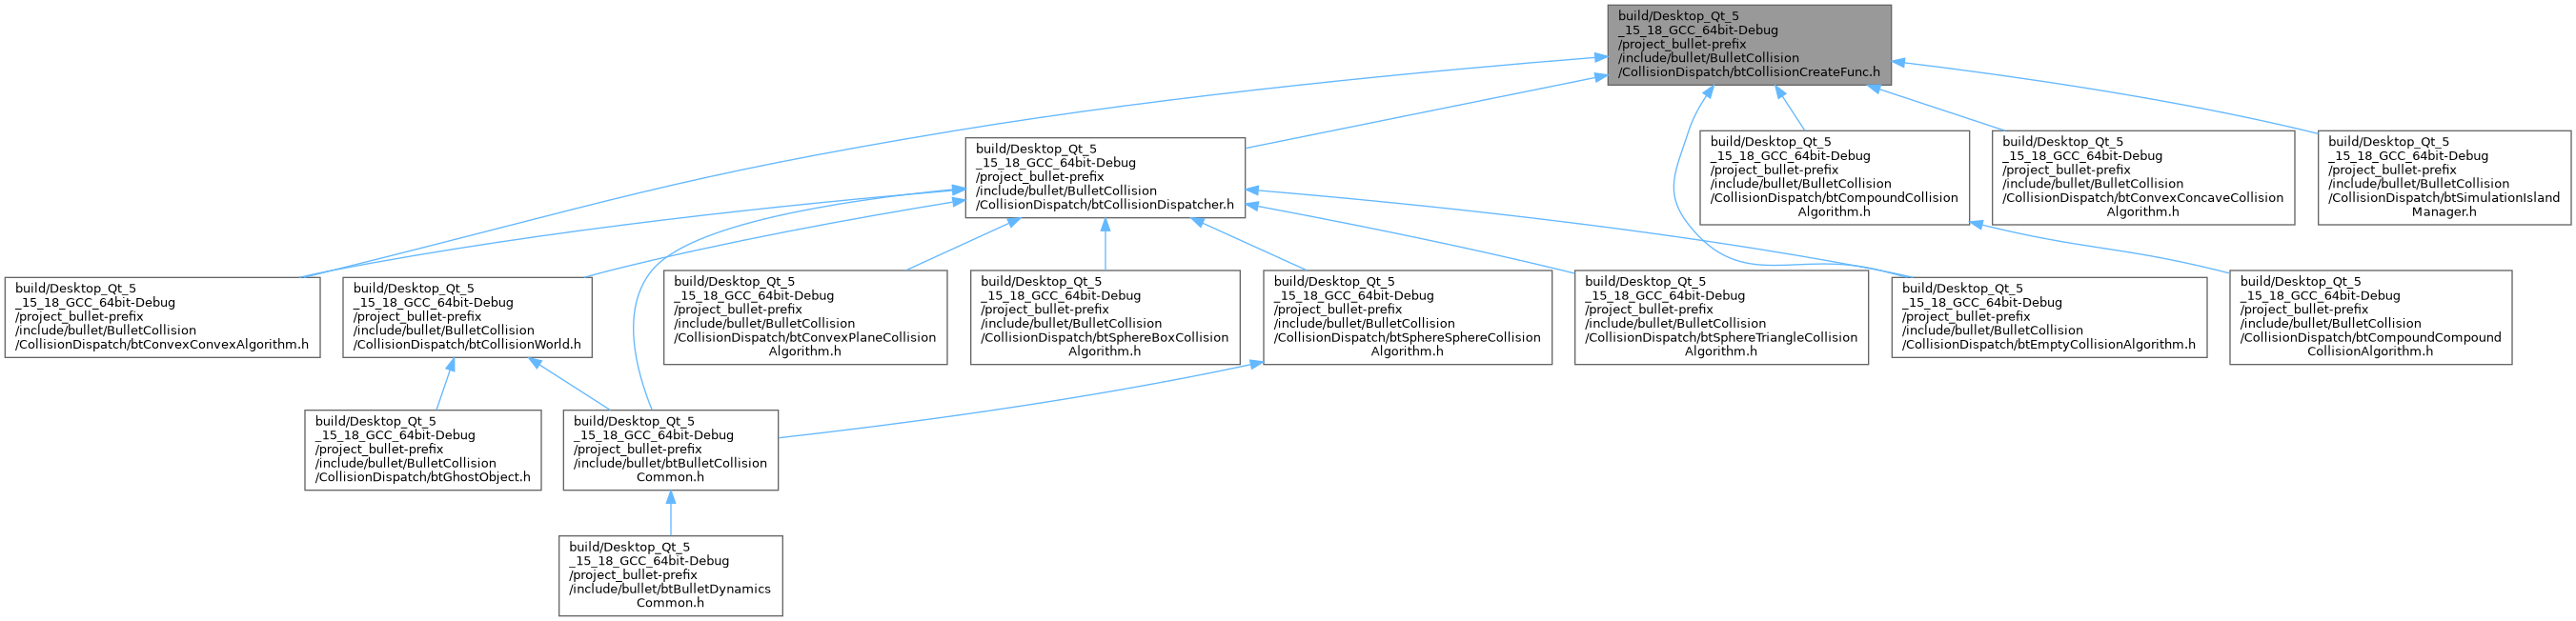 build/Desktop_Qt_5
_15_18_GCC_64bit-Debug
/project_bullet-prefix
/include/bullet/BulletCollision
/CollisionDispatch/btCollisionCreateFunc.h
build/Desktop_Qt_5
_15_18_GCC_64bit-Debug
/project_bullet-prefix
/include/bullet/BulletCollision
/CollisionDispatch/btCollisionDispatcher.h
build/Desktop_Qt_5
_15_18_GCC_64bit-Debug
/project_bullet-prefix
/include/bullet/BulletCollision
/CollisionDispatch/btCompoundCollision
Algorithm.h
build/Desktop_Qt_5
_15_18_GCC_64bit-Debug
/project_bullet-prefix
/include/bullet/BulletCollision
/CollisionDispatch/btConvexConcaveCollision
Algorithm.h
build/Desktop_Qt_5
_15_18_GCC_64bit-Debug
/project_bullet-prefix
/include/bullet/BulletCollision
/CollisionDispatch/btSimulationIsland
Manager.h
build/Desktop_Qt_5
_15_18_GCC_64bit-Debug
/project_bullet-prefix
/include/bullet/BulletCollision
/CollisionDispatch/btConvexConvexAlgorithm.h
build/Desktop_Qt_5
_15_18_GCC_64bit-Debug
/project_bullet-prefix
/include/bullet/BulletCollision
/CollisionDispatch/btCollisionWorld.h
build/Desktop_Qt_5
_15_18_GCC_64bit-Debug
/project_bullet-prefix
/include/bullet/BulletCollision
/CollisionDispatch/btConvexPlaneCollision
Algorithm.h
build/Desktop_Qt_5
_15_18_GCC_64bit-Debug
/project_bullet-prefix
/include/bullet/BulletCollision
/CollisionDispatch/btSphereBoxCollision
Algorithm.h
build/Desktop_Qt_5
_15_18_GCC_64bit-Debug
/project_bullet-prefix
/include/bullet/BulletCollision
/CollisionDispatch/btSphereSphereCollision
Algorithm.h
build/Desktop_Qt_5
_15_18_GCC_64bit-Debug
/project_bullet-prefix
/include/bullet/BulletCollision
/CollisionDispatch/btSphereTriangleCollision
Algorithm.h
build/Desktop_Qt_5
_15_18_GCC_64bit-Debug
/project_bullet-prefix
/include/bullet/BulletCollision
/CollisionDispatch/btEmptyCollisionAlgorithm.h
build/Desktop_Qt_5
_15_18_GCC_64bit-Debug
/project_bullet-prefix
/include/bullet/BulletCollision
/CollisionDispatch/btCompoundCompound
CollisionAlgorithm.h
build/Desktop_Qt_5
_15_18_GCC_64bit-Debug
/project_bullet-prefix
/include/bullet/BulletCollision
/CollisionDispatch/btGhostObject.h
build/Desktop_Qt_5
_15_18_GCC_64bit-Debug
/project_bullet-prefix
/include/bullet/btBulletCollision
Common.h
build/Desktop_Qt_5
_15_18_GCC_64bit-Debug
/project_bullet-prefix
/include/bullet/btBulletDynamics
Common.h